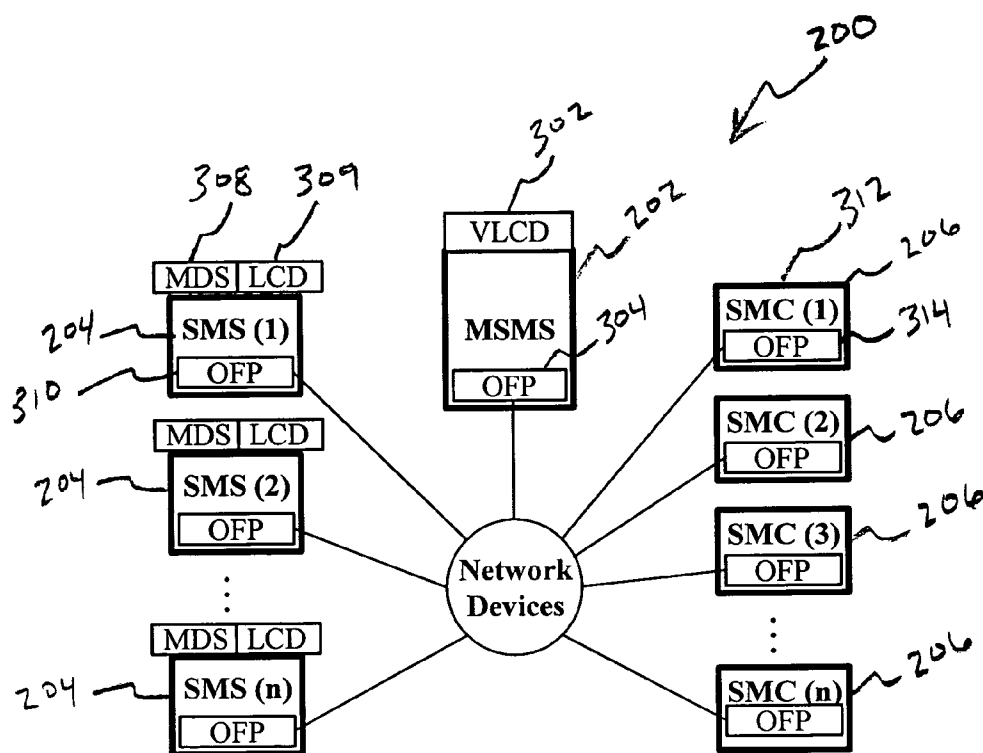 200
302
308 309
202
312
206
VLCD
MDS LCD
204
SMS (1)
MSMS
304
SMC (1)
314
310
OFP
OFP
OFP
MDS LCD
SMC (2)
206
204
SMS (2)
OFP
OFP
SMC (3)
206
Network
Devices
OFP
MDS LCD
204
SMS (n)
SMC (n)
206
OFP
OFP